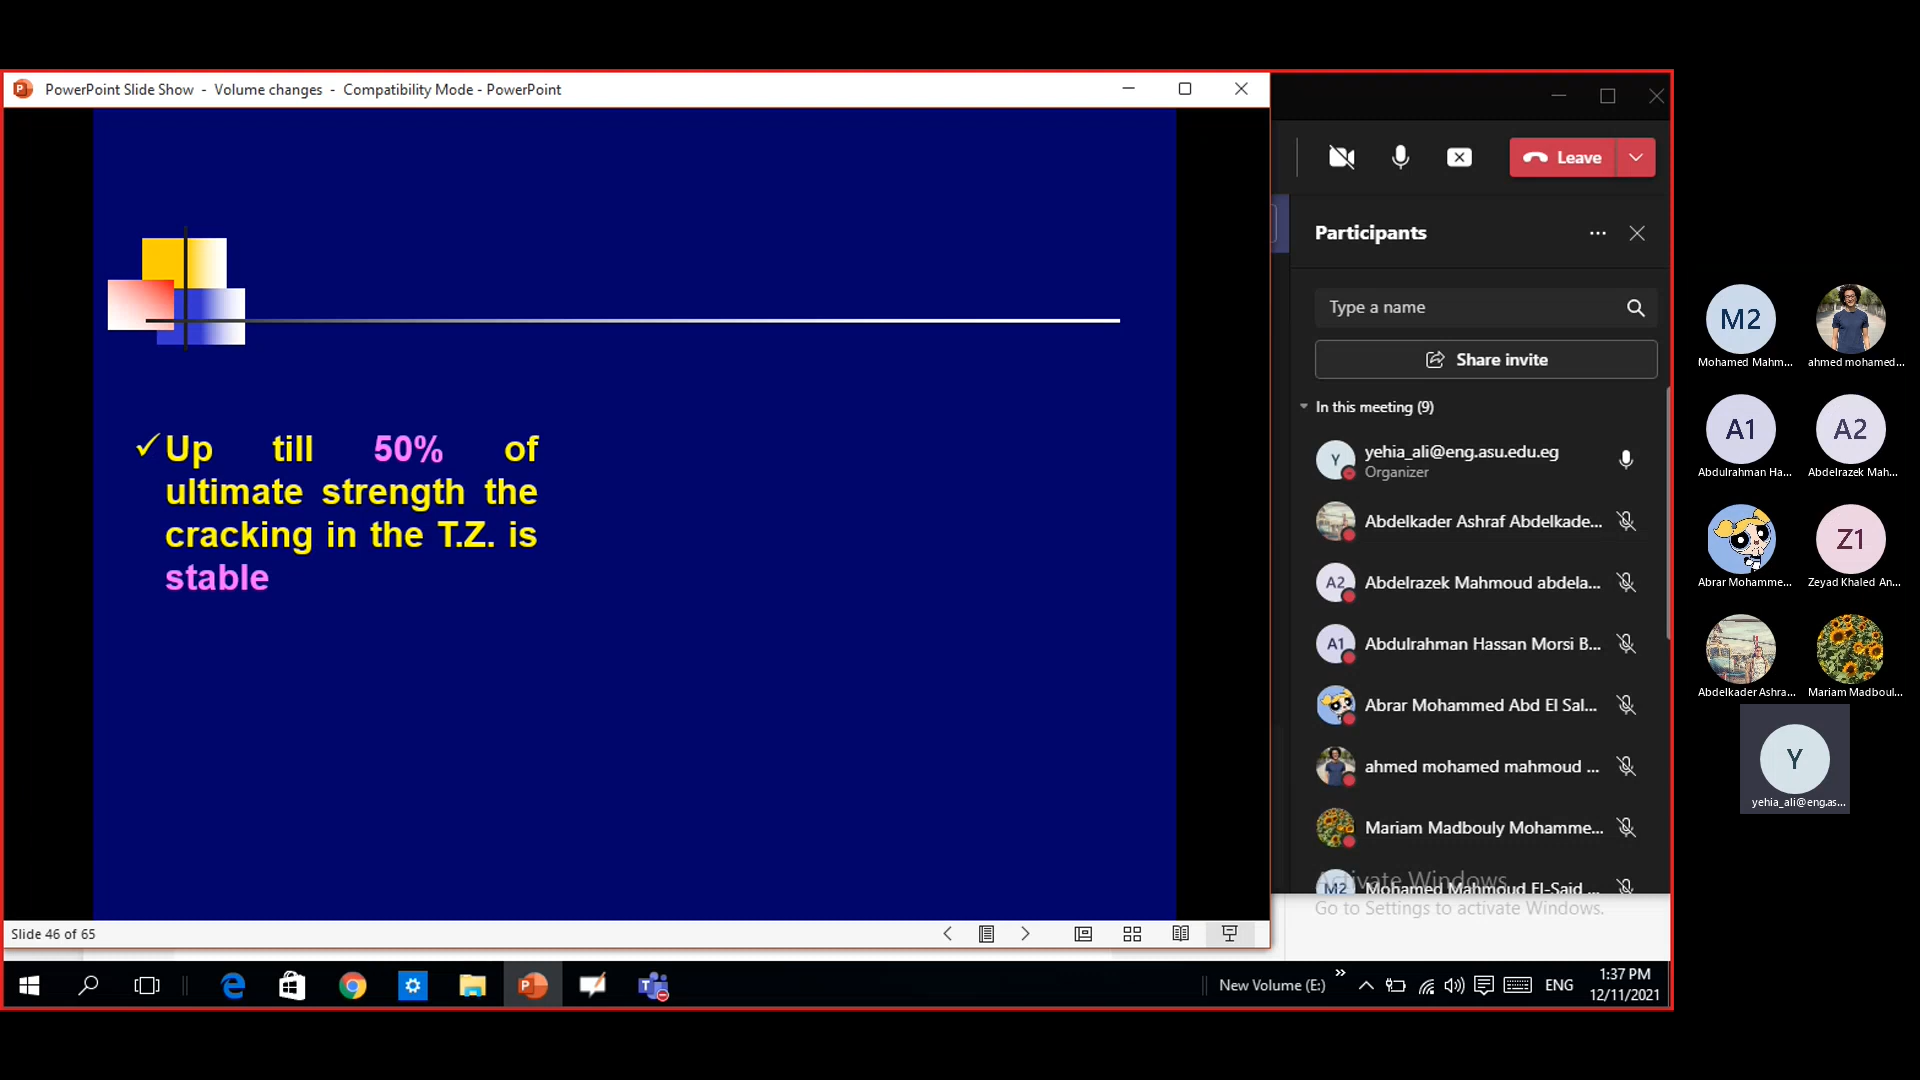 PowerPoint Slide Show - Volume changes - Compatibility Mode - PowerPoint
Leave
Participants
Type a name
Share invite
In this meeting (9)
Y
yehia_ali@eng.asu.edu.eg
Organizer
Abdelkader Ashraf Abdelkade...
A2
Abdelrazek Mahmoud abdela...
A1
Abdulrahman Hassan Morsi B...
Abrar Mohammed Abd El Sal...
ahmed mohamed mahmoud ...
Mariam Madbouly Mohamme...
M2
Mohamed Mahmoud El-Said ...
Activate Windows
Go to Settings to activate Windows.
✓Up till 50% of
ultimate strength the
cracking in the T.Z. is
stable
Slide 46 of 65
New Volume (E:)
ENG
1:37 PM
12/11/2021
M2
Mohamed Mahm...
ahmed mohamed...
A1
Abdulrahman Ha...
A2
Abdelrazek Mah...
Abrar Mohamme...
Z1
Zeyad Khaled An...
Abdelkader Ashra...
Mariam Madboul...
Y
yehia_ali@eng.as...